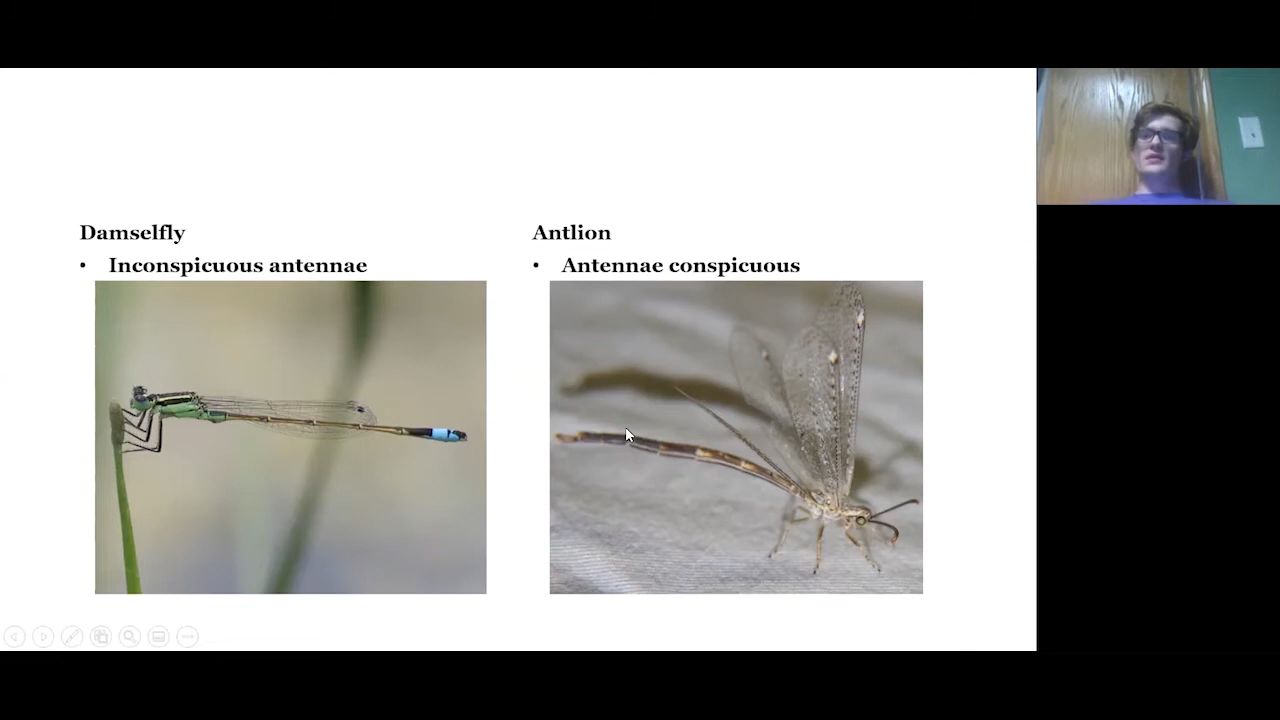 Damselfly
• Inconspicuous antennae
Antlion
• Antennae conspicuous